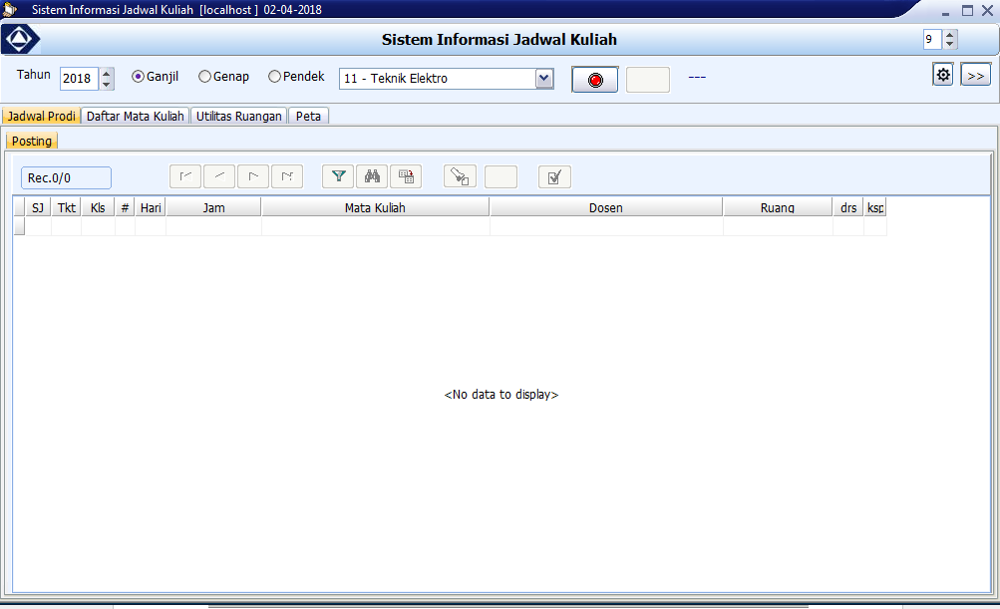 Sistem Informasi Jadwal Kuliah [localhost ] 02-04-2018
Sistem Informasi Jadwal Kuliah
9
Tahun 2018 Ganjil Genap Pendek 11 - Teknik Elektro --- >>
Jadwal Prodi Daftar Mata Kuliah Utilitas Ruangan Peta
Posting
Rec.0/0
SJ Tkt Kls # Hari Jam Mata Kuliah Dosen Ruang drs ksp
<No data to display>